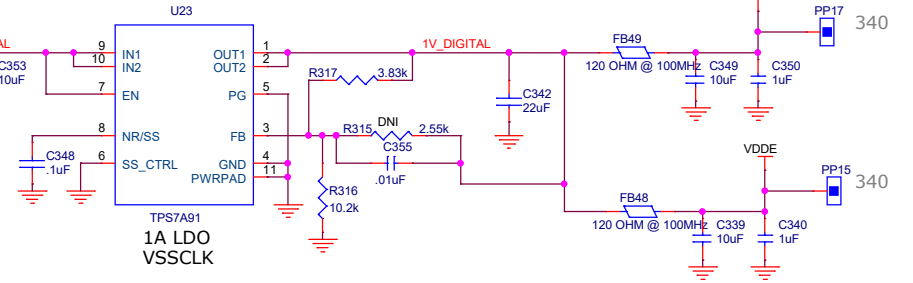 U23
PP17
340
AL
9
IN1
OUT1
1
1V_DIGITAL
FB49
10
IN2
OUT2
2
C353
10uF
R317
3.83k
120 OHM @ 100MHz
C349
10uF
C350
1uF
7
EN
PG
5
C342
22uF
8
NR/SS
FB
3
R315
DNI
2.55k
C355
.01uF
VDDE
C348
.1uF
6
SS_CTRL
GND
4
PWRPAD
11
PP15
340
R316
10.2k
FB48
120 OHM @ 100MHz
C339
10uF
C340
1uF
TPS7A91
1A LDO
VSSCLK